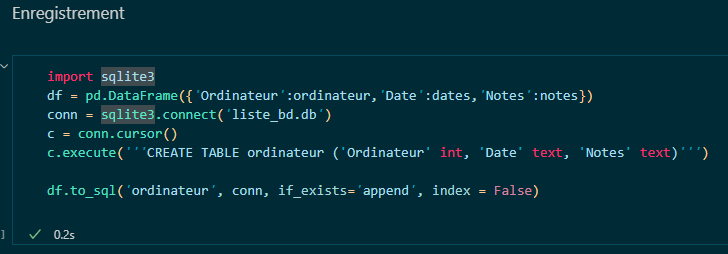 Enregistrement
import sqlite3
df = pd.DataFrame({'Ordinateur':ordinateur,'Date':dates,'Notes':notes})
conn = sqlite3.connect('liste_bd.db')
c = conn.cursor()
c.execute('''CREATE TABLE ordinateur ('Ordinateur' int, 'Date' text, 'Notes' text)''')
df.to_sql('ordinateur', conn, if_exists='append', index = False)
] ✓ 0.2s